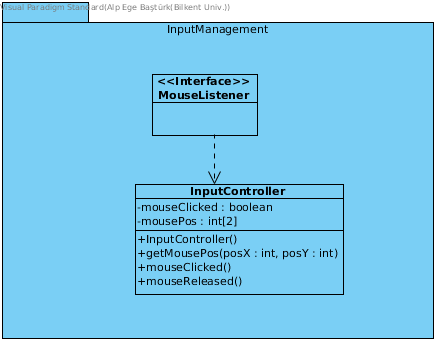 Visual Paradigm Standard(Alp Ege Baştürk(Bilkent Univ.))
InputManagement
<<Interface>>
MouseListener
InputController
-mouseClicked : boolean
-mousePos : int[2]
+InputController()
+getMousePos(posX : int, posY : int)
+mouseClicked()
+mouseReleased()